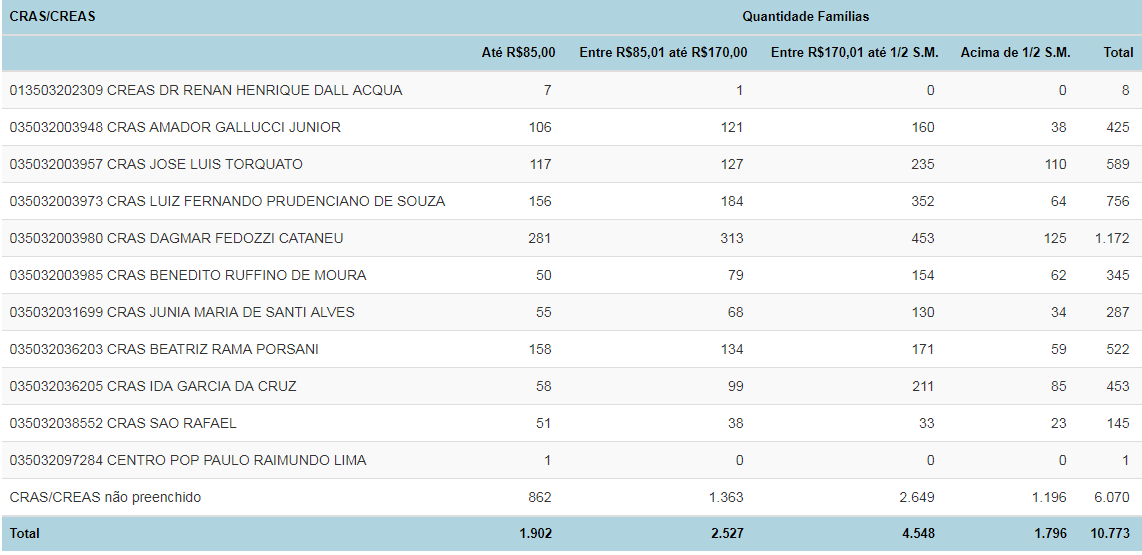 CRAS/CREAS Quantidade Famílias
Até R$85,00 Entre R$85,01 até R$170,00 Entre R$170,01 até 1/2 S.M. Acima de 1/2 S.M. Total
013503202309 CREAS DR RENAN HENRIQUE DALL ACQUA 7 1 0 0 8
035032003948 CRAS AMADOR GALLUCCI JUNIOR 106 121 160 38 425
035032003957 CRAS JOSE LUIS TORQUATO 117 127 235 110 589
035032003973 CRAS LUIZ FERNANDO PRUDENCIANO DE SOUZA 156 184 352 64 756
035032003980 CRAS DAGMAR FEDOZZI CATANEU 281 313 453 125 1.172
035032003985 CRAS BENEDITO RUFFINO DE MOURA 50 79 154 62 345
035032031699 CRAS JUNIA MARIA DE SANTI ALVES 55 68 130 34 287
035032036203 CRAS BEATRIZ RAMA PORSANI 158 134 171 59 522
035032036205 CRAS IDA GARCIA DA CRUZ 58 99 211 85 453
035032038552 CRAS SAO RAFAEL 51 38 33 23 145
035032097284 CENTRO POP PAULO RAIMUNDO LIMA 1 0 0 0 1
CRAS/CREAS não preenchido 862 1.363 2.649 1.196 6.070
Total 1.902 2.527 4.548 1.796 10.773